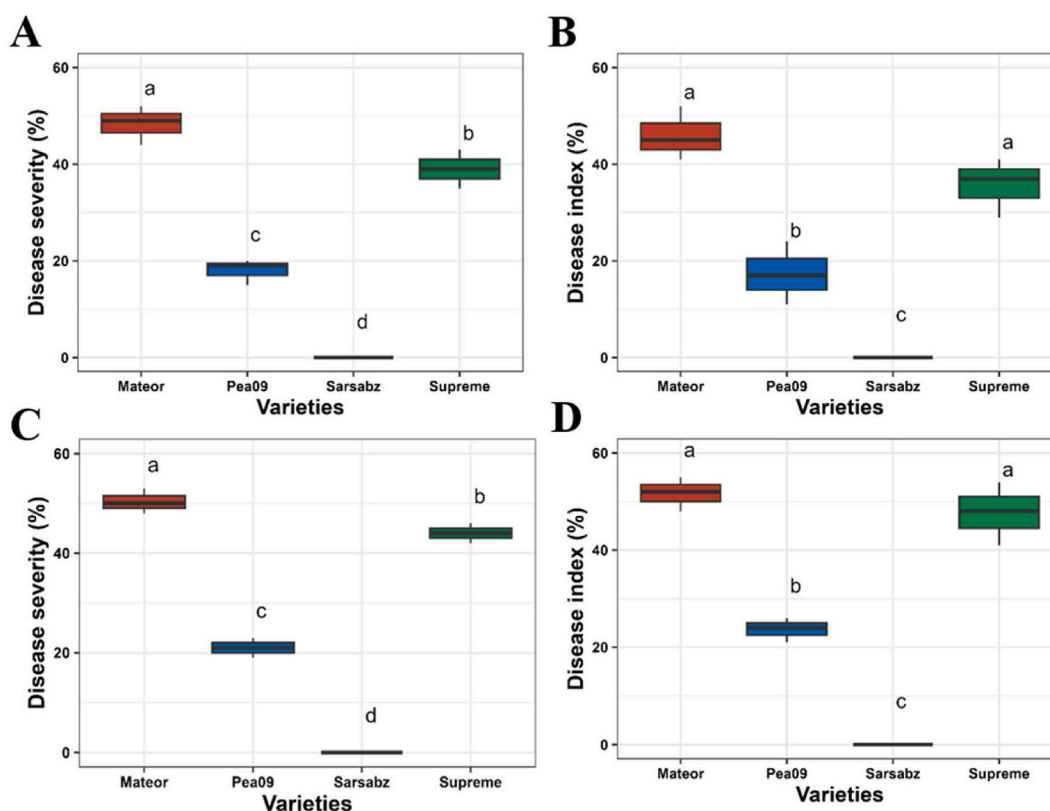 A
Disease severity (%)
60
40
20
0
a
c
d
b
Mateor Pea09 Sarsabz Supreme
Varieties
B
Disease index (%)
60
40
20
0
a
b
c
a
Mateor Pea09 Sarsabz Supreme
Varieties
C
Disease severity (%)
60
40
20
0
a
c
d
b
Mateor Pea09 Sarsabz Supreme
Varieties
D
Disease index (%)
60
40
20
0
a
b
c
a
Mateor Pea09 Sarsabz Supreme
Varieties